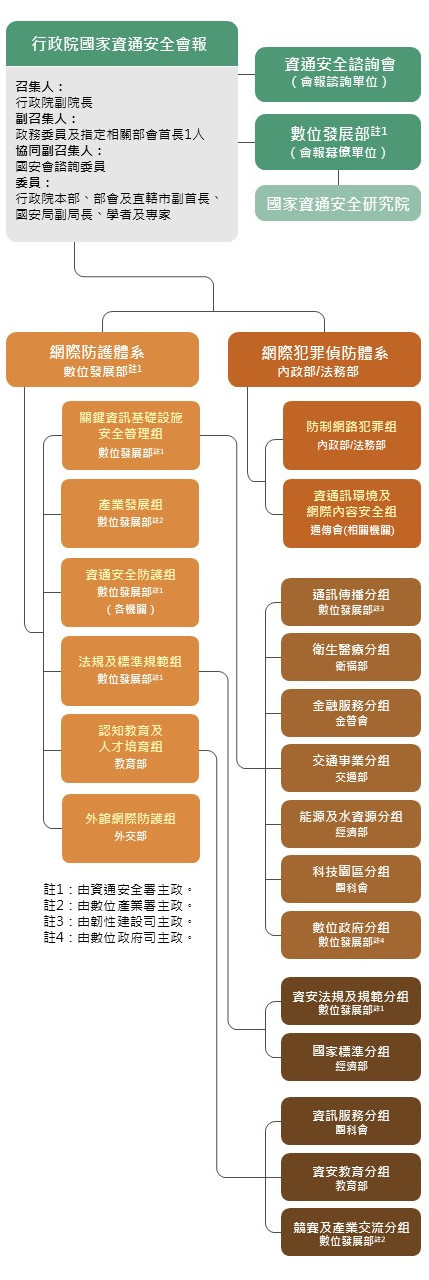 行政院國家資通安全會報
召集人：
行政院副院長
副召集人：
政務委員及指定相關部會首長1人
協同副召集人：
國安會諮詢委員
委員：
行政院本部、部會及直轄市副首長、
國安局副局長、學者及專家
資通安全諮詢會
（會報諮詢單位）
數位發展部註1
（會報幕僚單位）
國家資通安全研究院
網際防護體系
數位發展部註1
網際犯罪偵防體系
內政部/法務部
關鍵資訊基礎設施
安全管理組
數位發展部註1
產業發展組
數位發展部註2
資通安全防護組
數位發展部註1
（各機關）
法規及標準規範組
數位發展部註1
認知教育及
人才培育組
教育部
外館網際防護組
外交部
註1：由資通安全署主政。
註2：由數位產業署主政。
註3：由韌性建設司主政。
註4：由數位政府司主政。
防制網路犯罪組
內政部/法務部
資通訊環境及
網際內容安全組
通傳會(相關機關)
通訊傳播分組
數位發展部註3
衛生醫療分組
衛福部
金融服務分組
金管會
交通事業分組
交通部
能源及水資源分組
經濟部
科技園區分組
國科會
數位政府分組
數位發展部註4
資安法規及規範分組
數位發展部註1
國家標準分組
經濟部
資訊服務分組
國科會
資安教育分組
教育部
競賽及產業交流分組
數位發展部註2